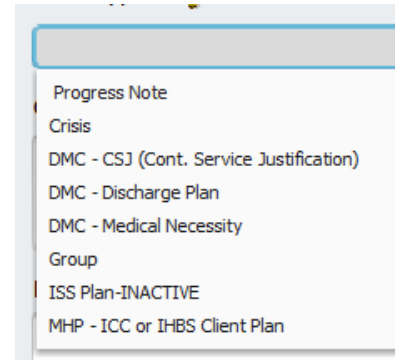 Progress Note
Crisis
DMC - CSJ (Cont. Service Justification)
DMC - Discharge Plan
DMC - Medical Necessity
Group
ISS Plan-INACTIVE
MHP - ICC or IHBS Client Plan